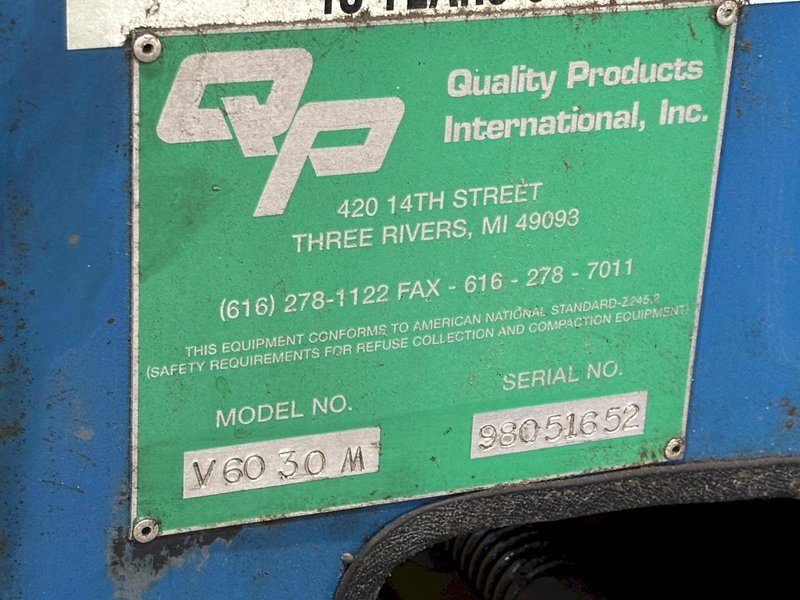 QP
Quality Products
International, Inc.
420 14TH STREET
THREE RIVERS, MI 49093
(616) 278-1122 FAX - 616 - 278 - 7011
THIS EQUIPMENT CONFORMS TO AMERICAN NATIONAL STANDARD-Z245.2
(SAFETY REQUIREMENTS FOR REFUSE COLLECTION AND COMPACTION EQUIPMENT)
MODEL NO.
SERIAL NO.
V6030M
98051652